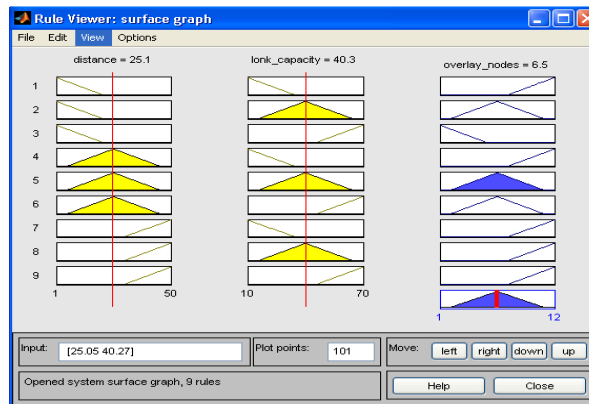 Rule Viewer: surface graph
File Edit View Options
distance = 25.1 lonk_capacity = 40.3 overlay_nodes = 6.5
1
2
3
4
5
6
7
8
9
1 50 10 70
1 12
Input: [25.05 40.27] Plot points: 101 Move: left right down up
Opened system surface graph, 9 rules Help Close